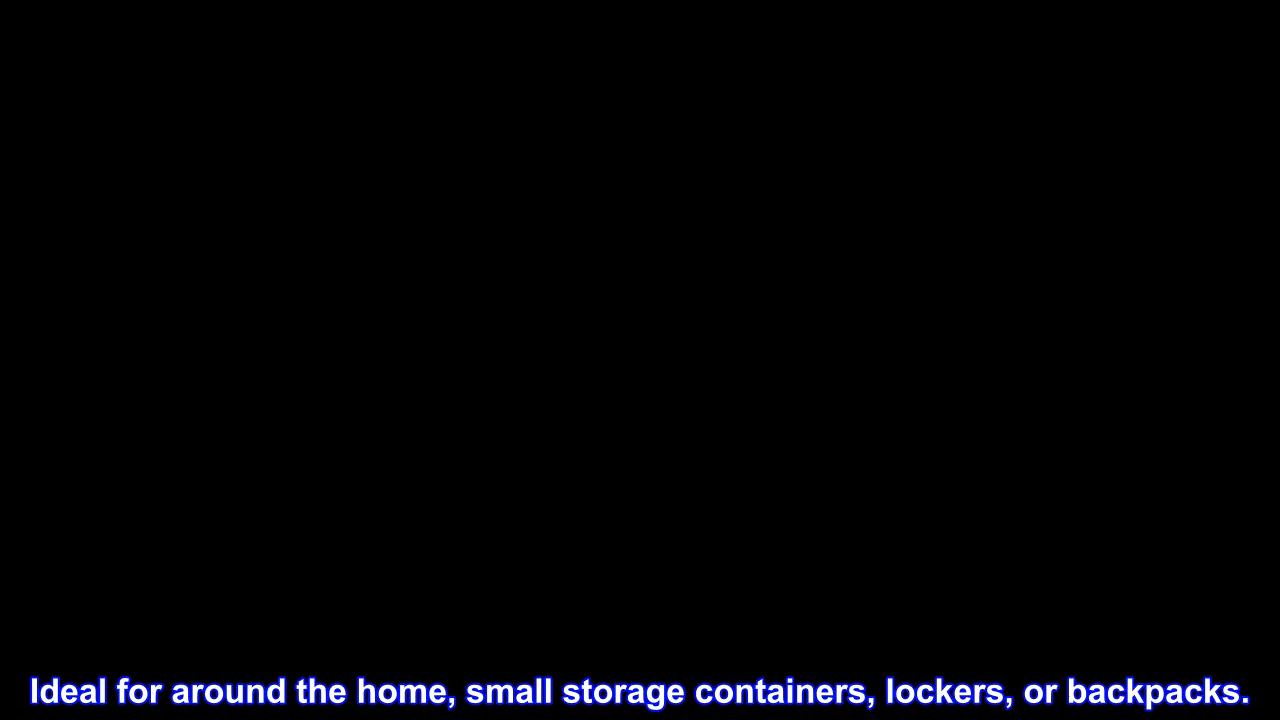 Ideal for around the home, small storage containers, lockers, or backpacks.